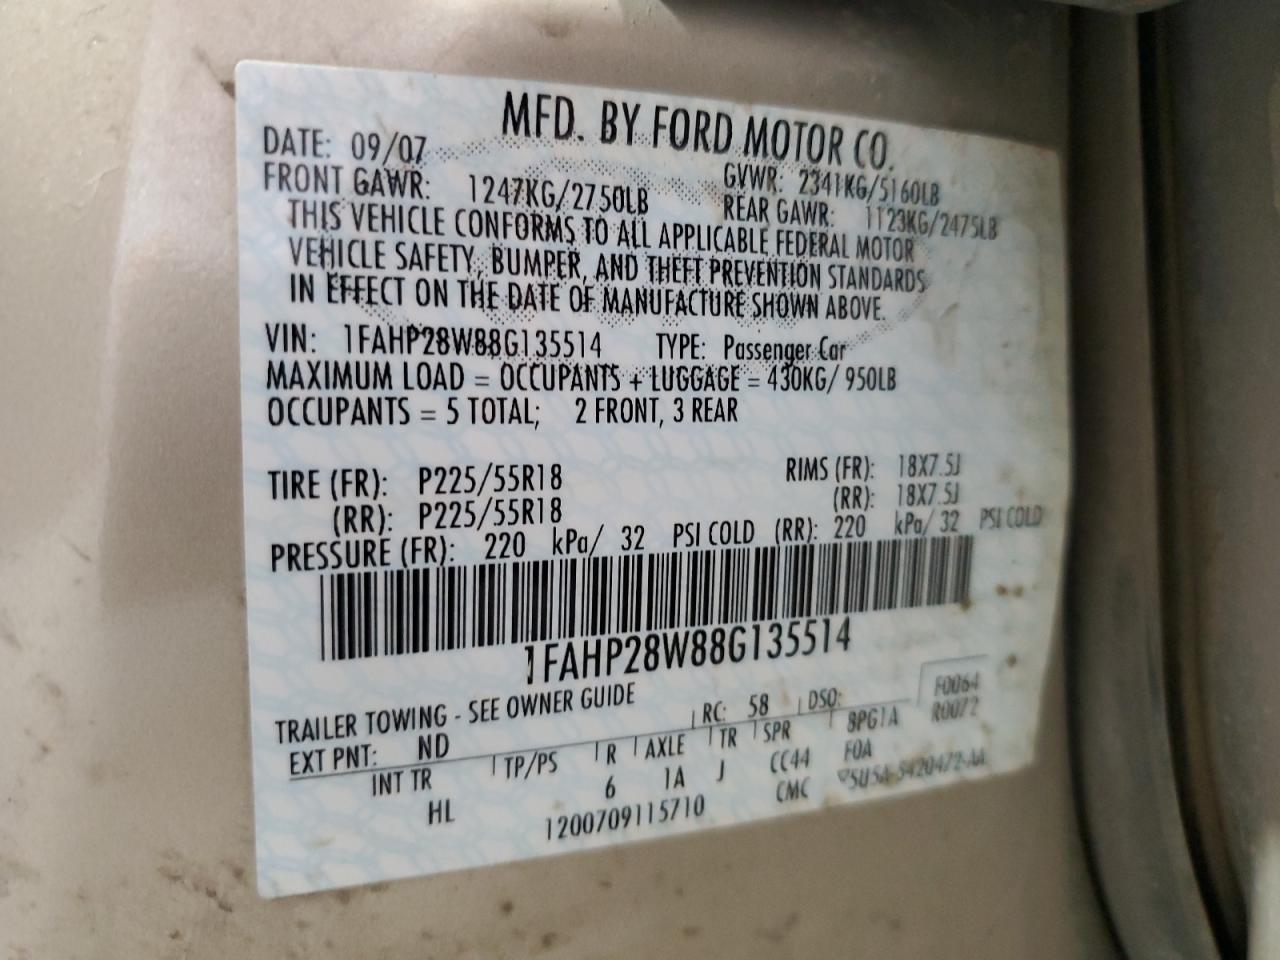 MFD. BY FORD MOTOR CO.
DATE: 09/07 GVWR: 2341KG/5160LB
FRONT GAWR: 1247KG/2750LB REAR GAWR: 1123KG/2475LB
THIS VEHICLE CONFORMS TO ALL APPLICABLE FEDERAL MOTOR
VEHICLE SAFETY, BUMPER, AND THEFT PREVENTION STANDARDS
IN EFFECT ON THE DATE OF MANUFACTURE SHOWN ABOVE.
VIN: 1FAHP28W88G135514 TYPE: Passenger Car
MAXIMUM LOAD = OCCUPANTS + LUGGAGE = 430KG/ 950LB
OCCUPANTS = 5 TOTAL; 2 FRONT, 3 REAR
TIRE (FR): P225/55R18 RIMS (FR): 18X7.5J
(RR): P225/55R18 (RR): 18X7.5J
PRESSURE (FR): 220 kPa/ 32 PSI COLD (RR): 220 kPa/ 32 PSI COLD
1FAHP28W88G135514
TRAILER TOWING - SEE OWNER GUIDE F0064
EXT PNT: ND RC: 58 DSO: R0072
INT TR TP/PS R AXLE TR SPR 8PG1A
HL 6 1A J CC44 F0A
1200709115710 CMC